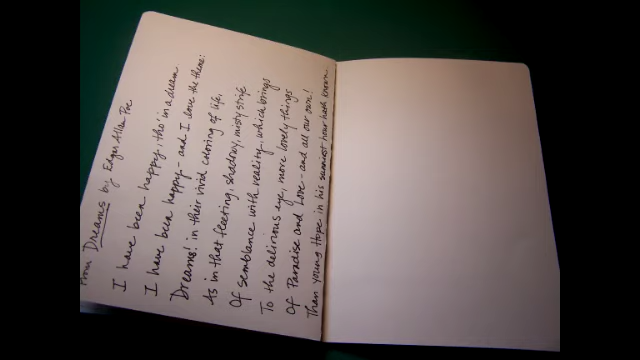 From Dreams by Edgar Allen Poe
I have been happy, tho' in a dream
I have been happy - and I love the theme:
Dreams! in their vivid coloring of life,
As in that fleeting, shadowy, misty strife
Of semblance with reality, which brings
To the delirious eye, more lovely things
Of Paradise and Love - and all our own!
Than young Hope in his sunniest hour hath known.